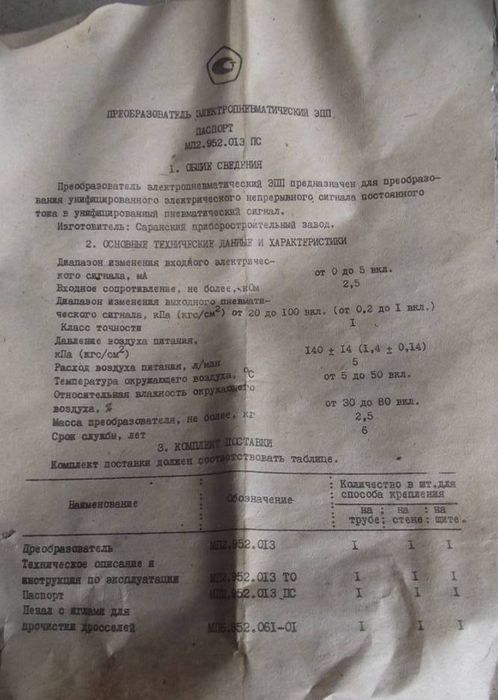 ПРЕОБРАЗОВАТЕЛЬ ЭЛЕКТРОПНЕВМАТИЧЕСКИЙ ЭПП
ПАСПОРТ
МП2.952.013 ПС
1. ОБЩИЕ СВЕДЕНИЯ
Преобразователь электропневматический ЭПП предназначен для преобразо-
вания унифицированного электрического непрерывного сигнала постоянного
тока в унифицированный пневматический сигнал.
Изготовитель: Саранский приборостроительный завод.
2. ОСНОВНЫЕ ТЕХНИЧЕСКИЕ ДАННЫЕ И ХАРАКТЕРИСТИКИ
Диапазон изменения входного электричес-
кого сигнала, мА от 0 до 5 вкл.
Входное сопротивление, не более, кОм 2,5
Диапазон изменения выходного пневмати-
ческого сигнала, кПа (кгс/см²) от 20 до 100 вкл. (от 0,2 до I вкл.)
Класс точности I
Давление воздуха питания,
кПа (кгс/см²) 140 ± 14 (1,4 ± 0,14)
Расход воздуха питания, л/мин 5
Температура окружающего воздуха, °С от 5 до 50 вкл.
Относительная влажность окружающего
воздуха, % от 30 до 80 вкл.
Масса преобразователя, не более, кг 2,5
Срок службы, лет 6
3. КОМПЛЕКТ ПОСТАВКИ
Комплект поставки должен соответствовать таблице.
Наименование : Обозначение : Количество в шт.для
способа крепления
на : на : на
трубе: стене: щите.
Преобразователь МП2.952.013 I I I
Техническое описание и
инструкция по эксплуатации МП2.952.013 ТО I I I
Паспорт МП2.952.013 ПС I I I
Пенал с иглами для
прочистки дросселей .061-01 I I I